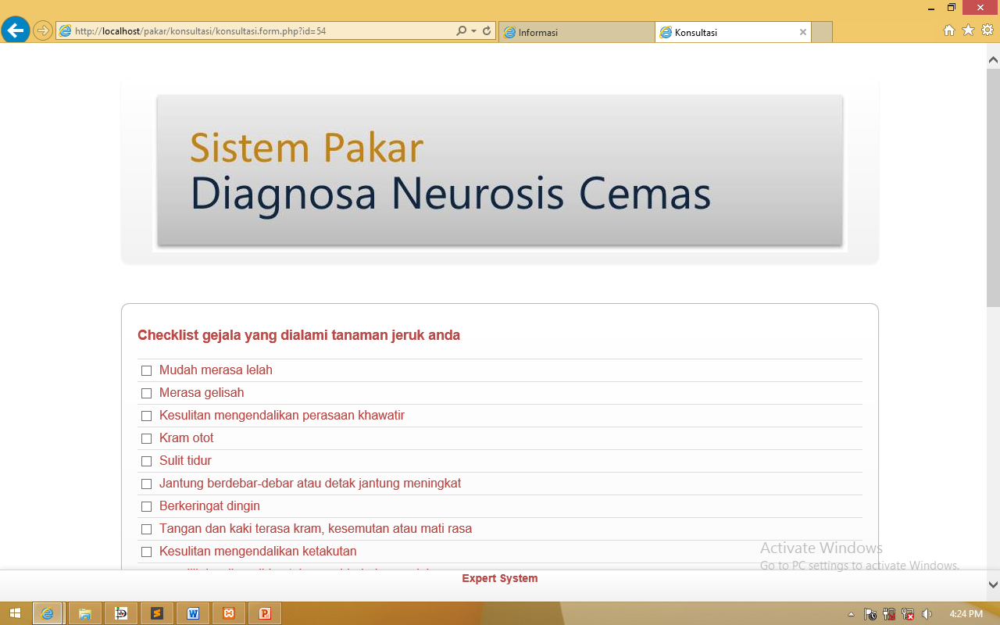 http://localhost/pakar/konsultasi/konsultasi.form.php?id=54
Informasi
Konsultasi
Sistem Pakar
Diagnosa Neurosis Cemas
Checklist gejala yang dialami tanaman jeruk anda
Mudah merasa lelah
Merasa gelisah
Kesulitan mengendalikan perasaan khawatir
Kram otot
Sulit tidur
Jantung berdebar-debar atau detak jantung meningkat
Berkeringat dingin
Tangan dan kaki terasa kram, kesemutan atau mati rasa
Kesulitan mengendalikan ketakutan
Activate Windows
Go to PC settings to activate Windows.
Expert System
4:24 PM